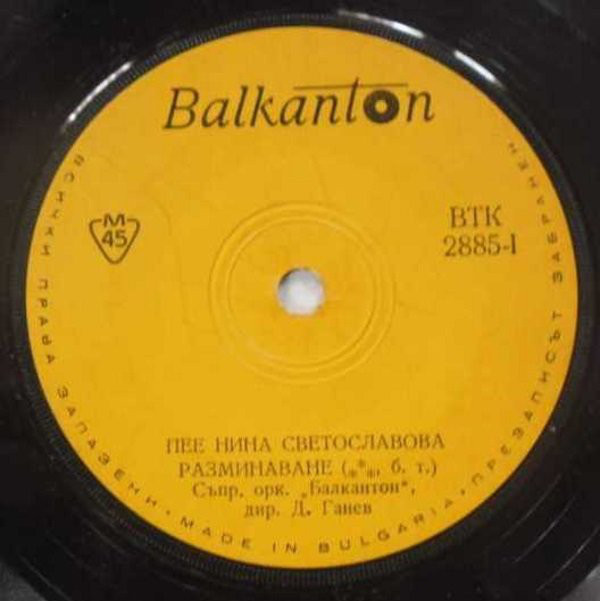 Balkanton
М
45
ВТК
2885-I
ПЕЕ НИНА СВЕТОСЛАВОВА
РАЗМИНАВАНЕ (***, б. т.)
Съпр. орк. „Балкантон“,
дир. Д. Ганев
ВСИЧКИ ПРАВА ЗАПАЗЕНИ • MADE IN BULGARIA • ПРЕЗАПИСЪТ ЗАБРАНЕН